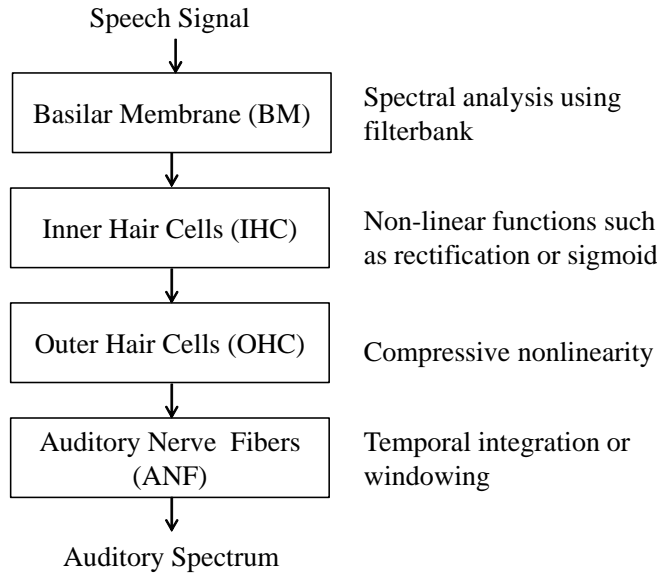 Speech Signal
Basilar Membrane (BM)
Spectral analysis using
filterbank
Inner Hair Cells (IHC)
Non-linear functions such
as rectification or sigmoid
Outer Hair Cells (OHC)
Compressive nonlinearity
Auditory Nerve Fibers
(ANF)
Temporal integration or
windowing
Auditory Spectrum